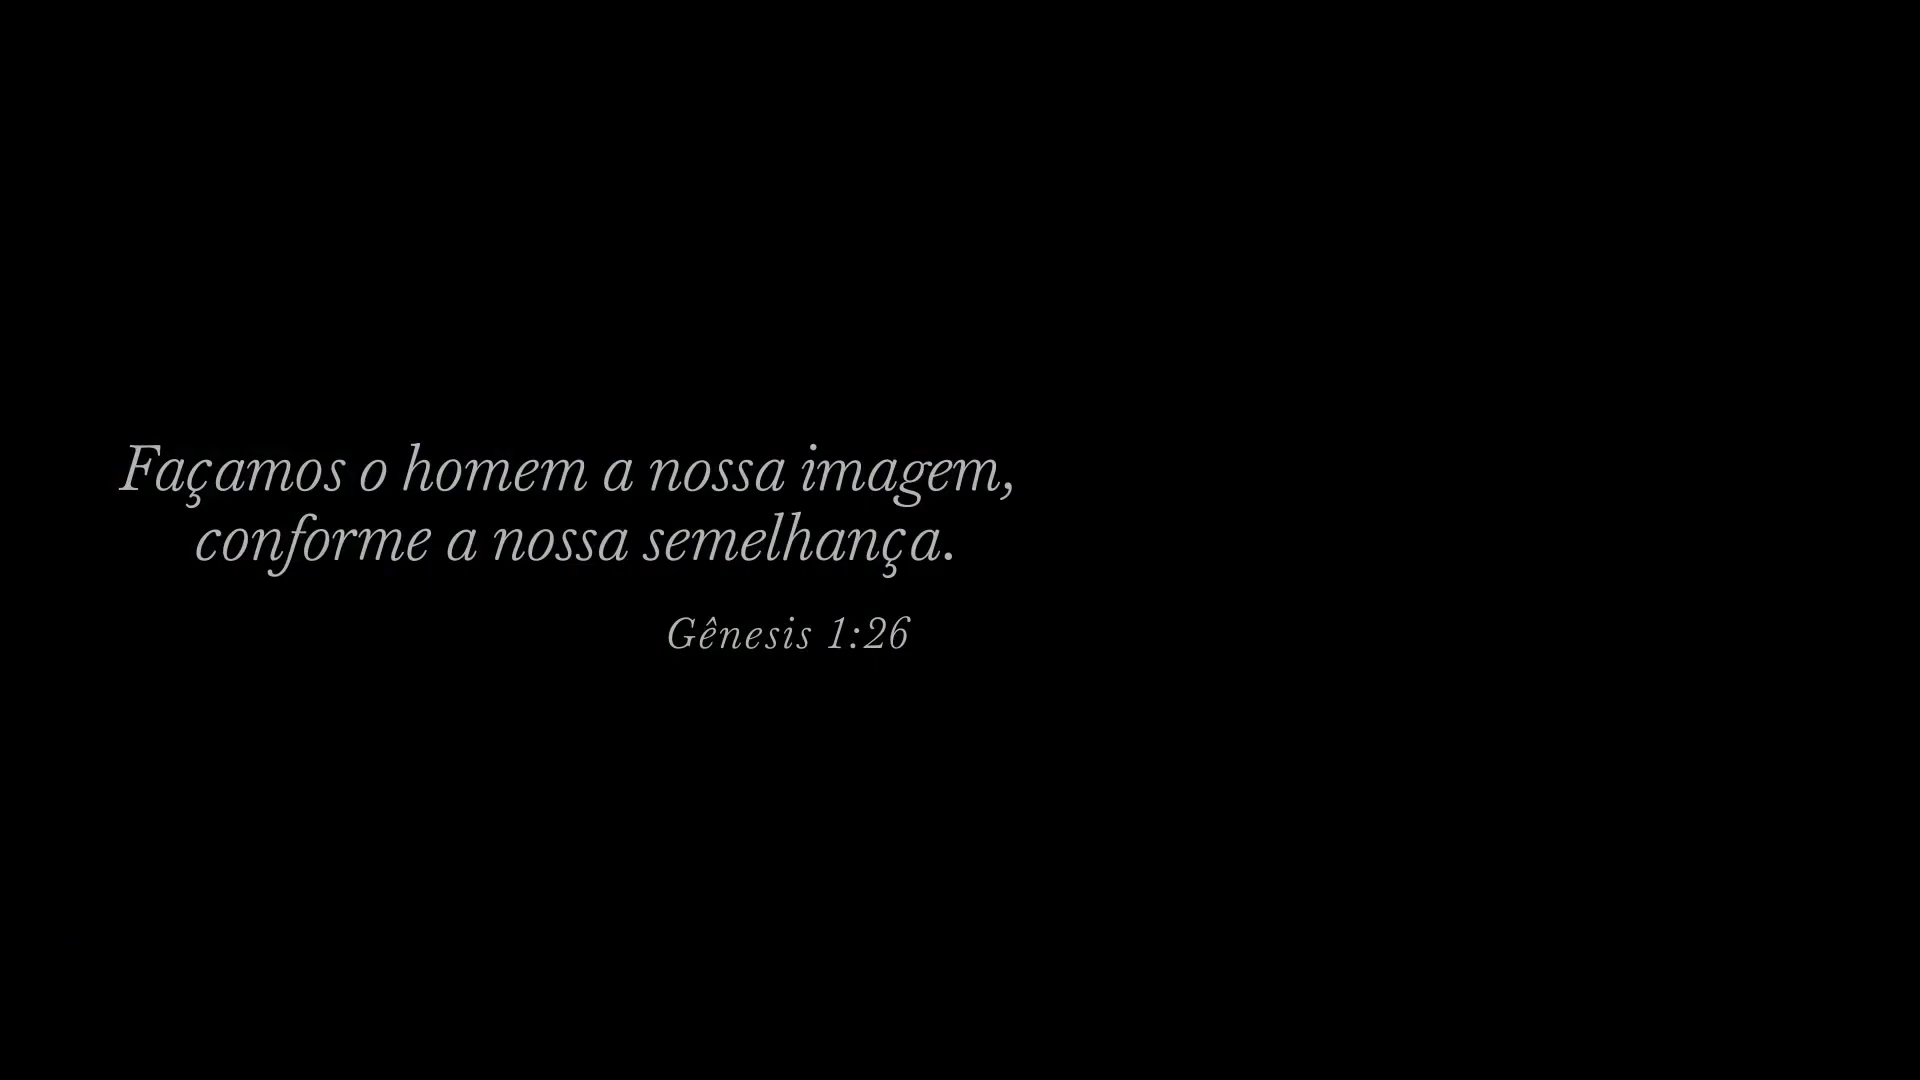 Façamos o homem a nossa imagem,
conforme a nossa semelhança.
Gênesis 1:26